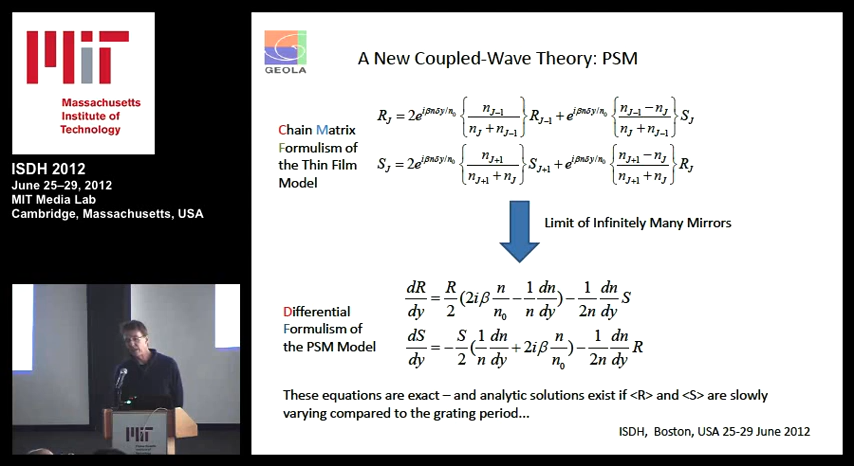 MiT
Massachusetts
Institute of
Technology
ISDH 2012
June 25–29, 2012
MIT Media Lab
Cambridge, Massachusetts, USA
GEOLA
A New Coupled-Wave Theory: PSM
Chain Matrix
Formulism of
the Thin Film
Model
R_J = 2e^{iβnδy/n_0} { n_{J−1} / (n_J + n_{J−1}) } R_{J−1} + e^{iβnδy/n_0} { (n_{J−1} − n_J) / (n_J + n_{J−1}) } S_J
S_J = 2e^{iβnδy/n_0} { n_{J+1} / (n_{J+1} + n_J) } S_{J+1} + e^{iβnδy/n_0} { (n_{J+1} − n_J) / (n_{J+1} + n_J) } R_J
Limit of Infinitely Many Mirrors
Differential
Formulism of
the PSM Model
dR/dy = R/2 (2iβ n/n_0 − 1/n dn/dy) − 1/2n dn/dy S
dS/dy = − S/2 (1/n dn/dy + 2iβ n/n_0) − 1/2n dn/dy R
These equations are exact – and analytic solutions exist if <R> and <S> are slowly
varying compared to the grating period...
ISDH, Boston, USA 25-29 June 2012
MiT